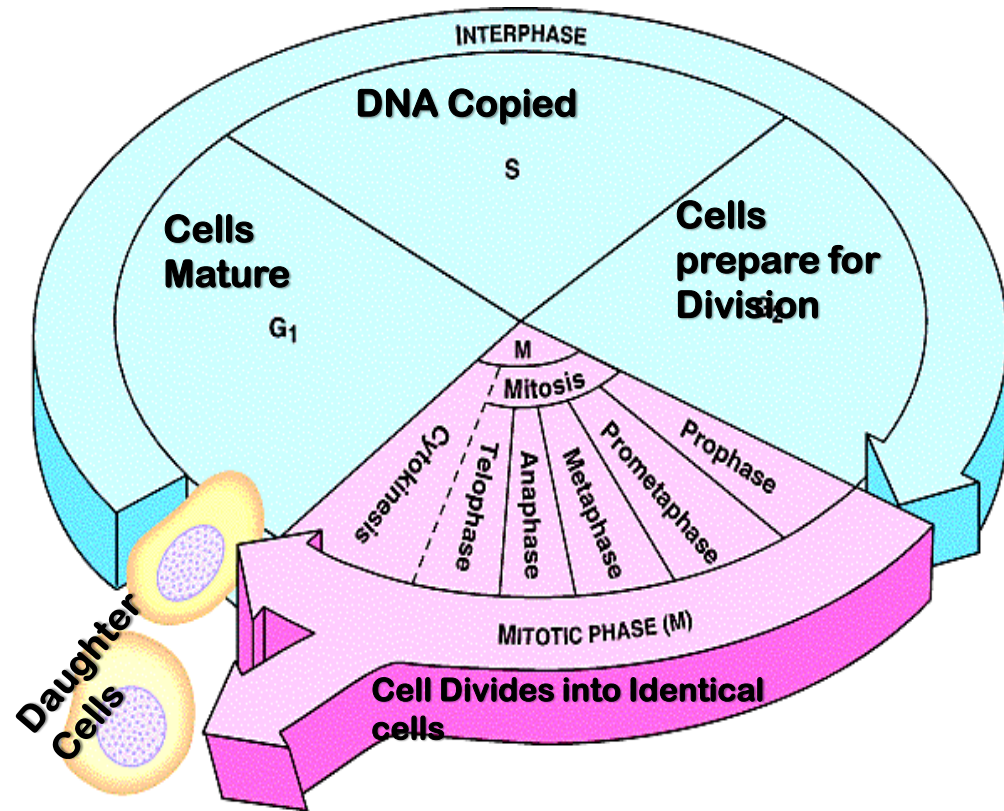 INTERPHASE
DNA Copied
S
Cells
Mature
G1
Cells
prepare for
Division
G2
M
Mitosis
Cytokinesis
Telophase
Anaphase
Metaphase
Prometaphase
Prophase
MITOTIC PHASE (M)
Cell Divides into Identical
cells
Daughter
Cells